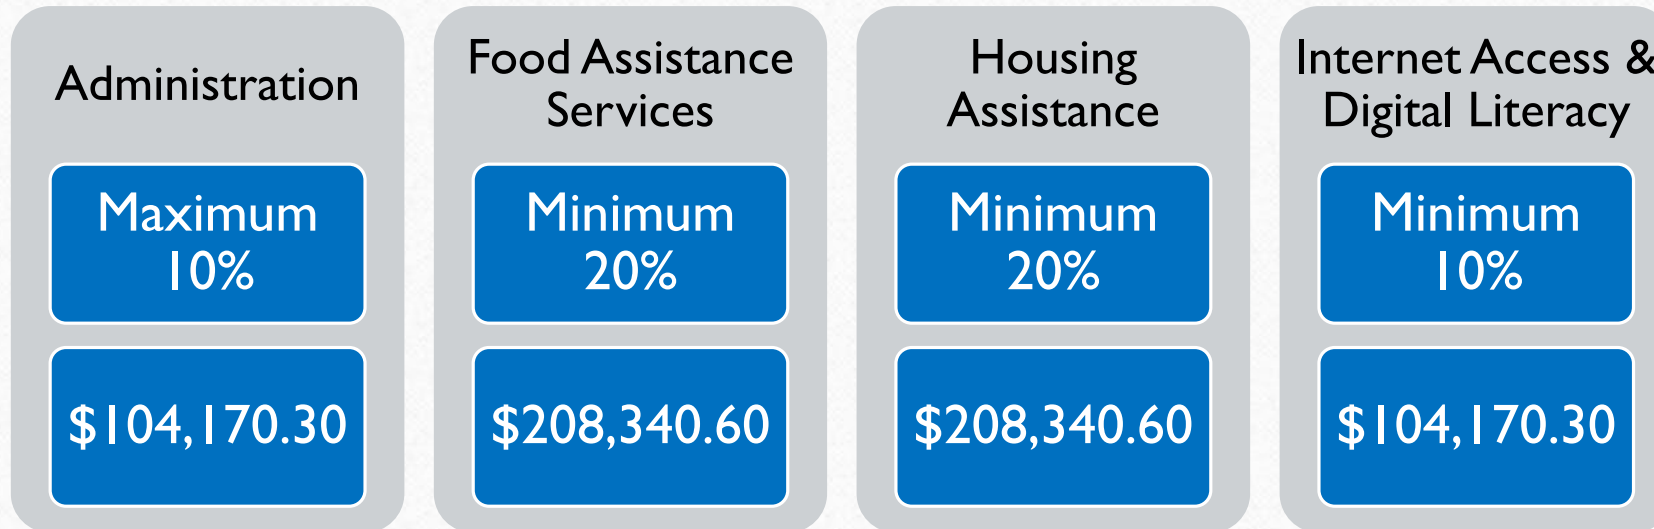 Administration
Maximum
10%
$104,170.30
Food Assistance
Services
Minimum
20%
$208,340.60
Housing
Assistance
Minimum
20%
$208,340.60
Internet Access &
Digital Literacy
Minimum
10%
$104,170.30